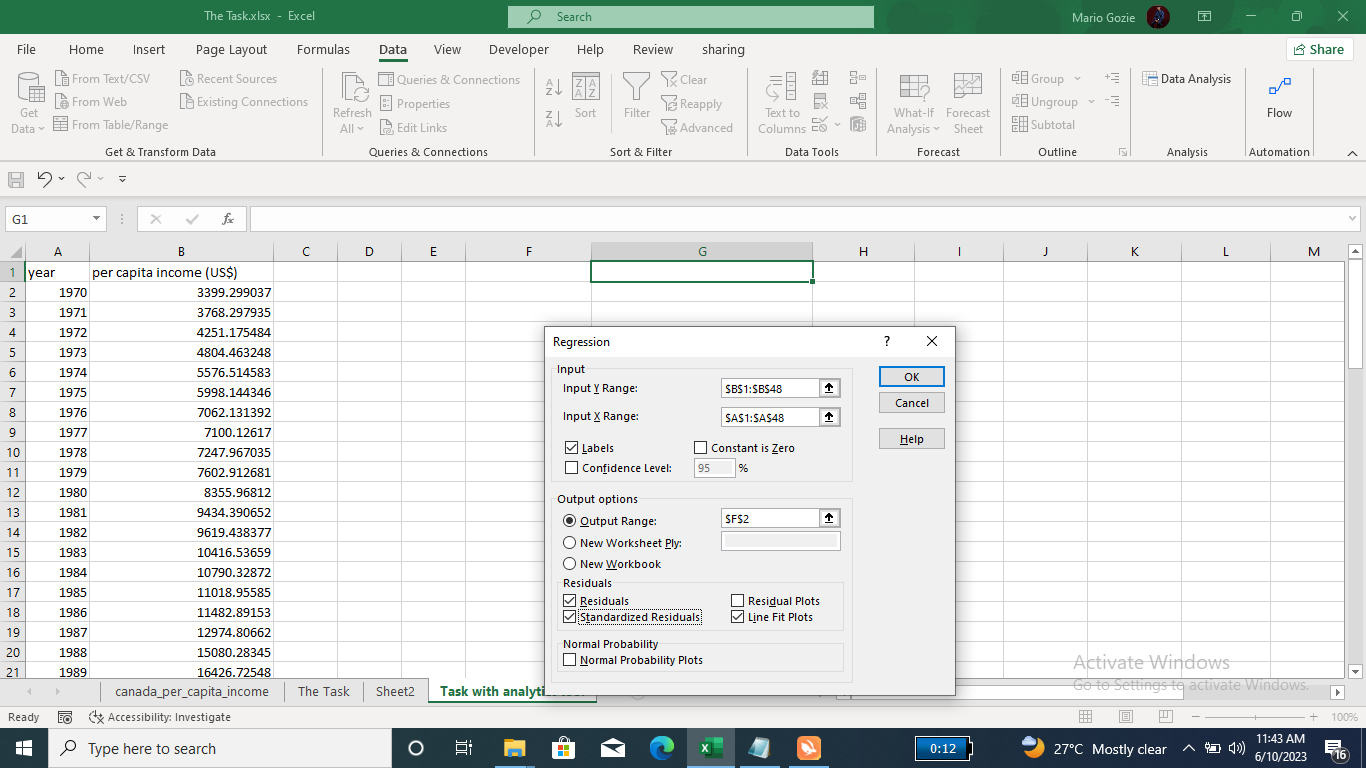 The Task.xlsx - Excel
Search
Mario Gozie
File Home Insert Page Layout Formulas Data View Developer Help Review sharing
Share
Get Data
From Text/CSV
From Web
From Table/Range
Recent Sources
Existing Connections
Get & Transform Data
Refresh All
Queries & Connections
Properties
Edit Links
Queries & Connections
Sort
Filter
Clear
Reapply
Advanced
Sort & Filter
Text to Columns
Data Tools
What-If Analysis
Forecast Sheet
Forecast
Group
Ungroup
Subtotal
Outline
Data Analysis
Analysis
Flow
Automation
G1
fx
A B C D E F G H I J K L M
1 year per capita income (US$)
2 1970 3399.299037
3 1971 3768.297935
4 1972 4251.175484
5 1973 4804.463248
6 1974 5576.514583
7 1975 5998.144346
8 1976 7062.131392
9 1977 7100.12617
10 1978 7247.967035
11 1979 7602.912681
12 1980 8355.96812
13 1981 9434.390652
14 1982 9619.438377
15 1983 10416.53659
16 1984 10790.32872
17 1985 11018.95585
18 1986 11482.89153
19 1987 12974.80662
20 1988 15080.28345
21 1989 16426.72548
Regression
?
Input
Input Y Range: $B$1:$B$48
Input X Range: $A$1:$A$48
Labels
Constant is Zero
Confidence Level: 95 %
OK
Cancel
Help
Output options
Output Range: $F$2
New Worksheet Ply:
New Workbook
Residuals
Residuals
Residual Plots
Standardized Residuals
Line Fit Plots
Normal Probability
Normal Probability Plots
Activate Windows
Go to Settings to activate Windows.
canada_per_capita_income The Task Sheet2 Task with
Ready
Accessibility: Investigate
100%
Type here to search
0:12
27°C Mostly clear
11:43 AM
6/10/2023
16